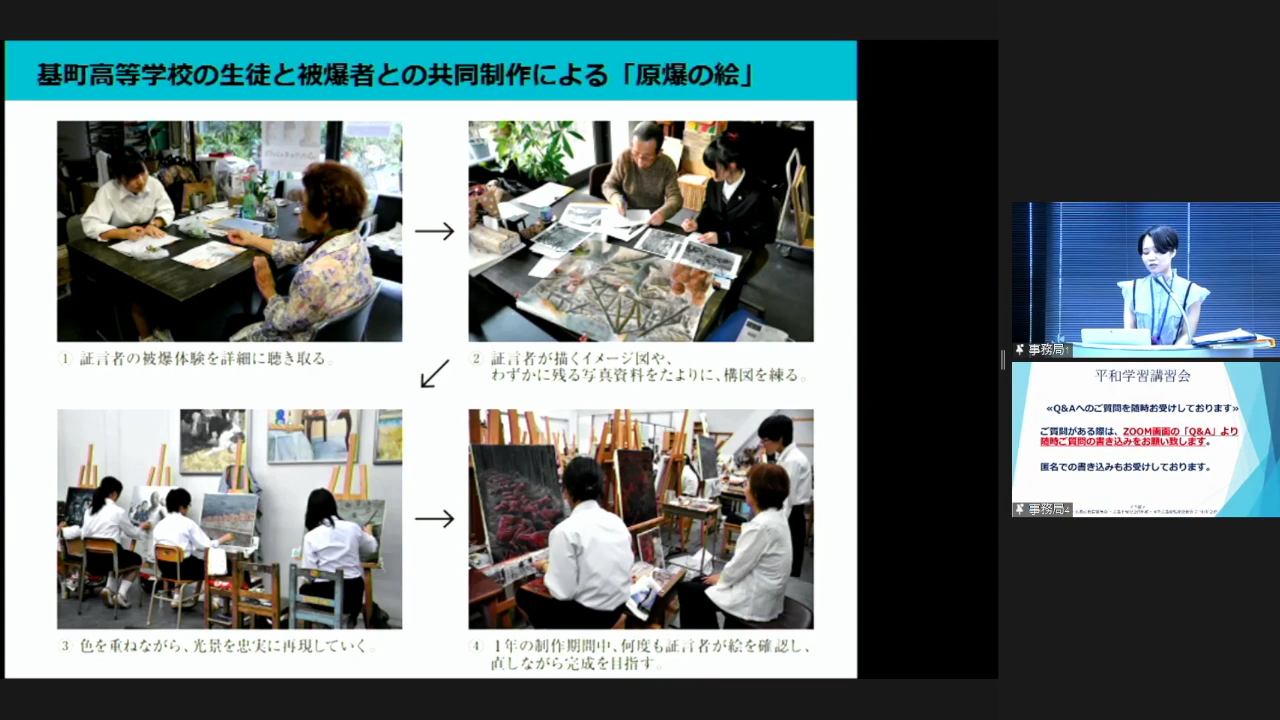 基町高等学校の生徒と被爆者との共同制作による「原爆の絵」
① 証言者の被爆体験を詳細に聴き取る。
② 証言者が描くイメージ図や、
わずかに残る写真資料をたよりに、構図を練る。
③ 色を重ねながら、光景を忠実に再現していく。
④ 1年の制作期間中、何度も証言者が絵を確認し、
直しながら完成を目指す。
事務局1
平和学習講習会
≪Q&Aへのご質問を随時お受けしております≫
ご質問がある際は、ZOOM画面の「Q&A」より
随時ご質問の書き込みをお願い致します。
匿名での書き込みもお受けしております。
事務局4